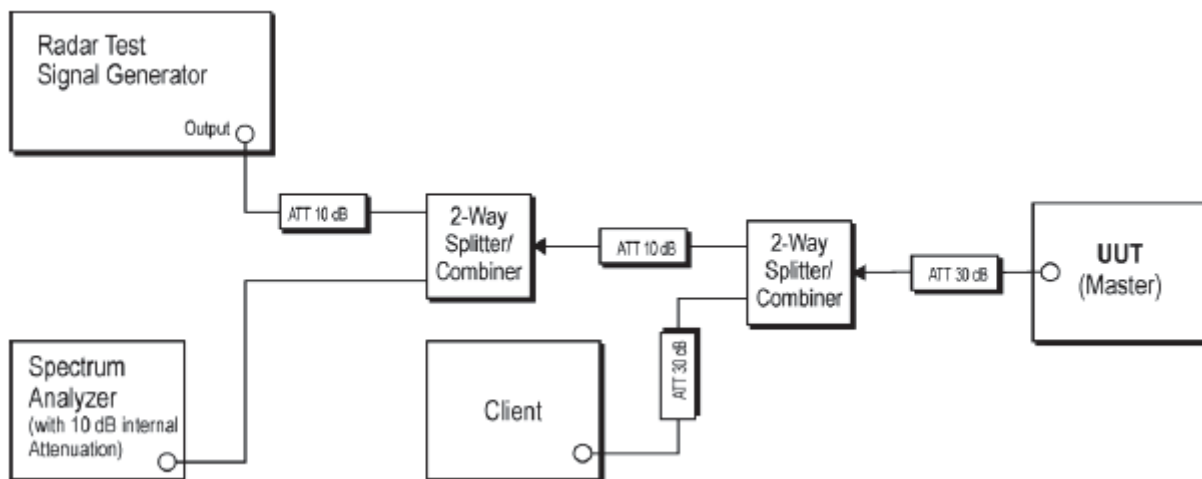 Radar Test
Signal Generator
Output
ATT 10 dB
2-Way
Splitter/
Combiner
ATT 10 dB
2-Way
Splitter/
Combiner
ATT 30 dB
UUT
(Master)
Spectrum
Analyzer
(with 10 dB internal
Attenuation)
Client
ATT 30 dB